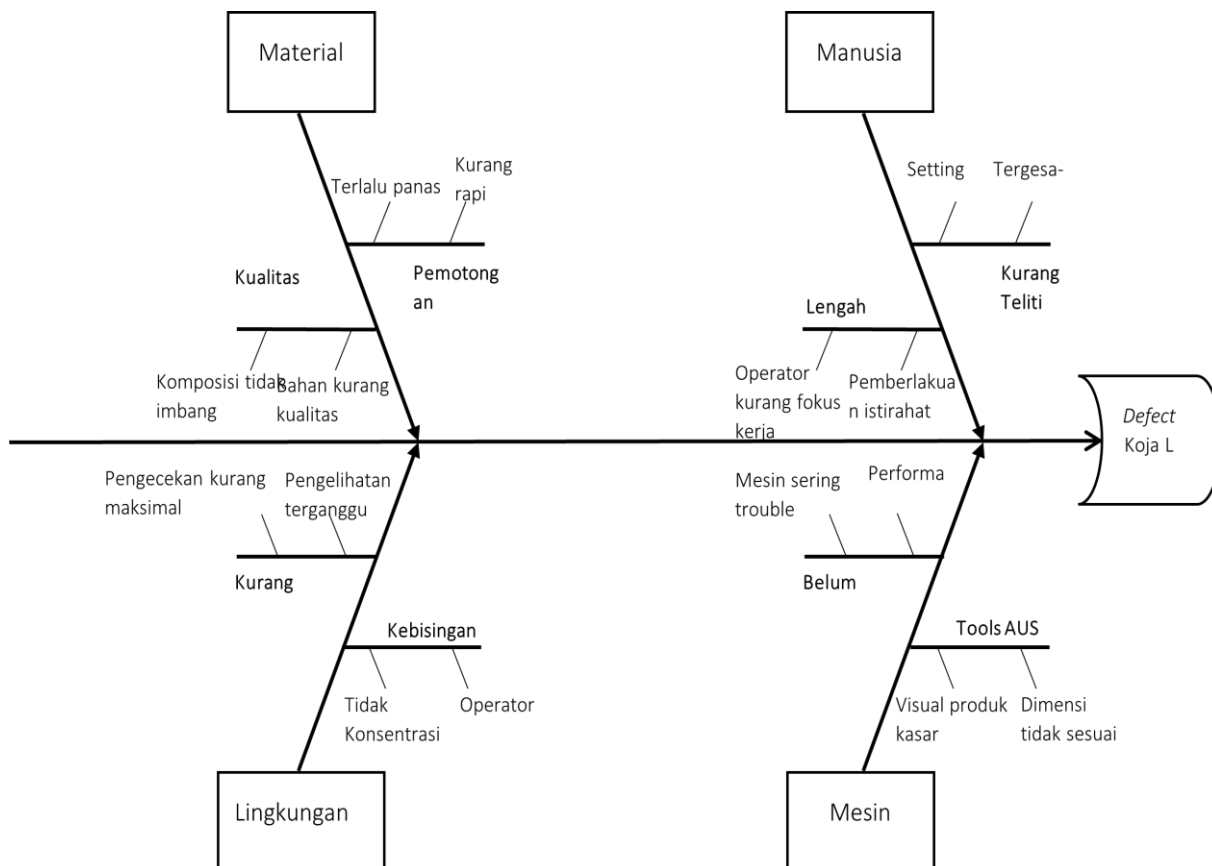 Material
Manusia
Terlalu panas
Kurang
rapi
Setting
Tergesa-
Kualitas
Pemotong
an
Lengah
Kurang
Teliti
Komposisi tidak
imbang
Bahan kurang
kualitas
Operator
kurang fokus
kerja
Pemberlakua
n istirahat
Defect
Koja L
Pengecekan kurang
maksimal
Pengelihatan
terganggu
Mesin sering
trouble
Performa
Kurang
Belum
Kebisingan
Tools AUS
Tidak
Konsentrasi
Operator
Visual produk
kasar
Dimensi
tidak sesuai
Lingkungan
Mesin